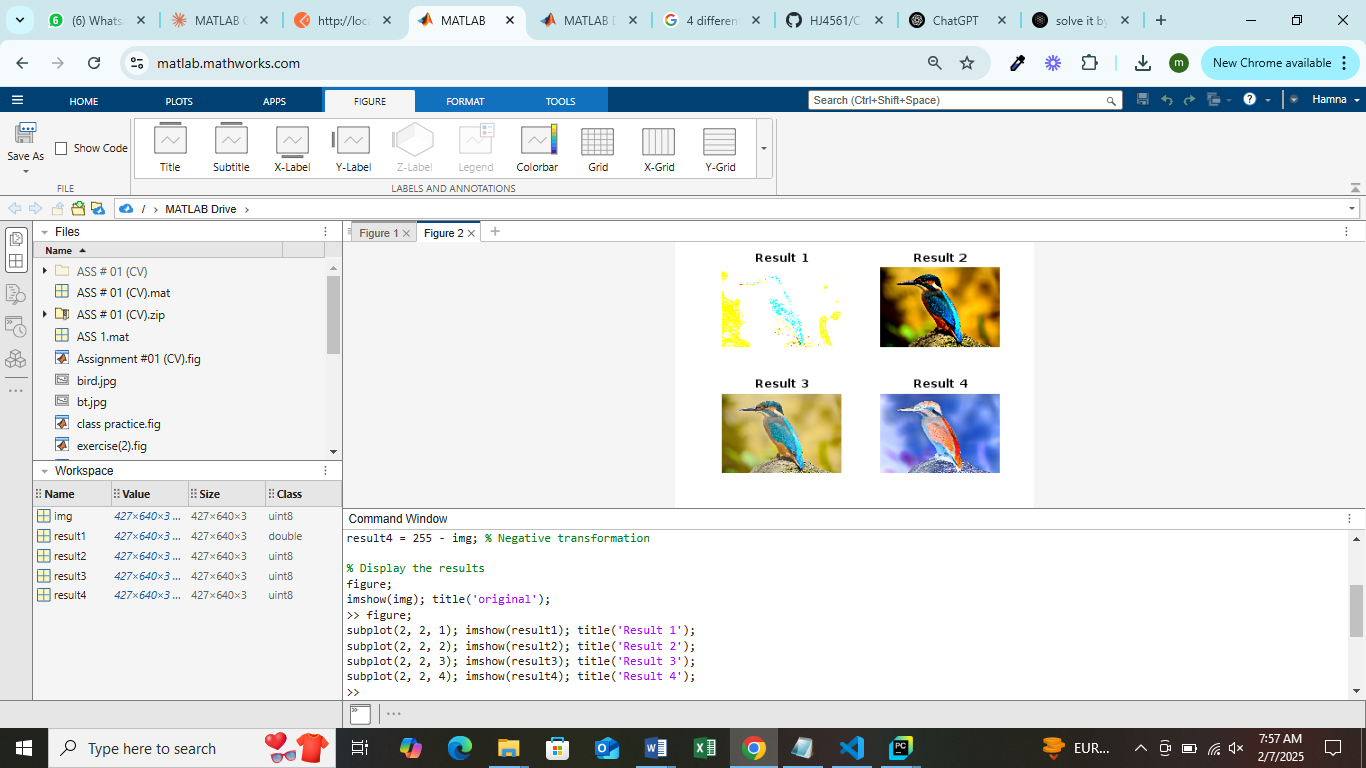 (6) Whats
MATLAB C
http://loc
MATLAB
MATLAB D
4 differen
HJ4561/C
ChatGPT
solve it by
matlab.mathworks.com
New Chrome available
HOME
PLOTS
APPS
FIGURE
FORMAT
TOOLS
Search (Ctrl+Shift+Space)
Hamna
Save As
Show Code
Title
Subtitle
X-Label
Y-Label
Z-Label
Legend
Colorbar
Grid
X-Grid
Y-Grid
FILE
LABELS AND ANNOTATIONS
/ › MATLAB Drive ›
Files
Name
ASS # 01 (CV)
ASS # 01 (CV).mat
ASS # 01 (CV).zip
ASS 1.mat
Assignment #01 (CV).fig
bird.jpg
bt.jpg
class practice.fig
exercise(2).fig
Workspace
Name Value Size Class
img 427×640×3 ... 427×640×3 uint8
result1 427×640×3 ... 427×640×3 double
result2 427×640×3 ... 427×640×3 uint8
result3 427×640×3 ... 427×640×3 uint8
result4 427×640×3 ... 427×640×3 uint8
Figure 1
Figure 2
Result 1
Result 2
Result 3
Result 4
Command Window
result4 = 255 - img; % Negative transformation
% Display the results
figure;
imshow(img); title('original');
>> figure;
subplot(2, 2, 1); imshow(result1); title('Result 1');
subplot(2, 2, 2); imshow(result2); title('Result 2');
subplot(2, 2, 3); imshow(result3); title('Result 3');
subplot(2, 2, 4); imshow(result4); title('Result 4');
>>
Type here to search
EUR...
7:57 AM
2/7/2025